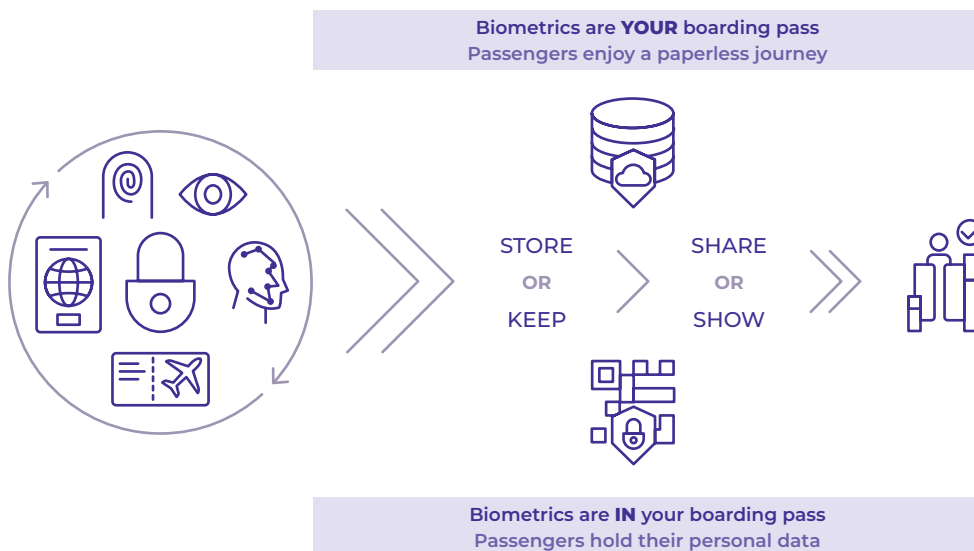 Biometrics are YOUR boarding pass
Passengers enjoy a paperless journey
STORE
OR
KEEP
SHARE
OR
SHOW
Biometrics are IN your boarding pass
Passengers hold their personal data